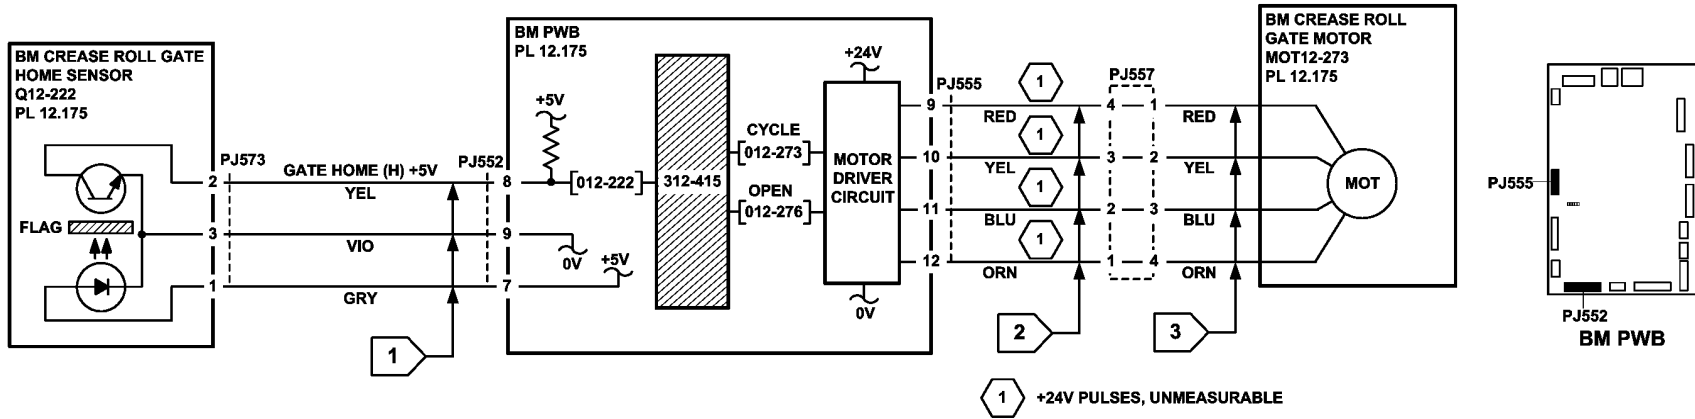 BM CREASE ROLL GATE
HOME SENSOR
Q12-222
PL 12.175
FLAG
PJ573
2
3
1
GATE HOME (H) +5V
YEL
VIO
GRY
1
PJ552
8
9
7
BM PWB
PL 12.175
+5V
012-222
0V
+5V
312-415
CYCLE
012-273
OPEN
012-276
+24V
MOTOR
DRIVER
CIRCUIT
0V
PJ555
9
10
11
12
1
RED
1
YEL
1
BLU
1
ORN
2
PJ557
4 1
3 2
2 3
1 4
RED
YEL
BLU
ORN
3
BM CREASE ROLL
GATE MOTOR
MOT12-273
PL 12.175
MOT
1 +24V PULSES, UNMEASURABLE
PJ555
PJ552
BM PWB